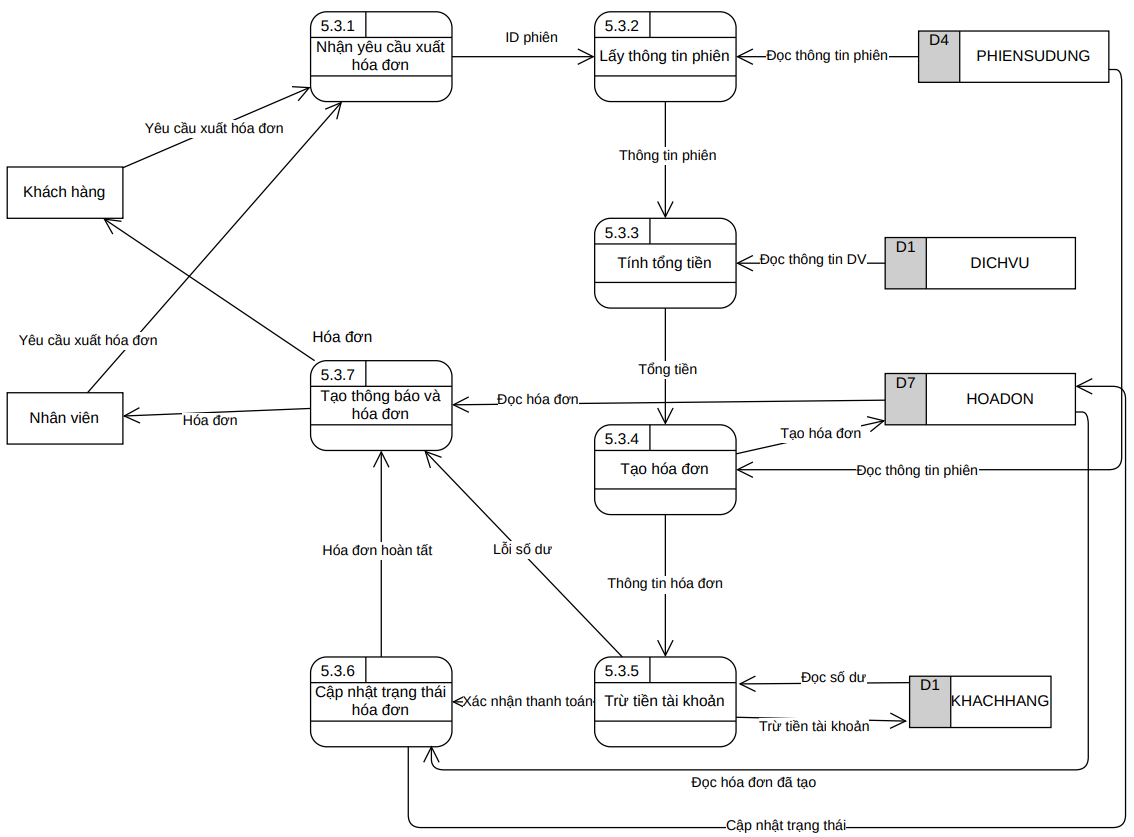 5.3.1
Nhận yêu cầu xuất
hóa đơn
ID phiên
5.3.2
Lấy thông tin phiên
Đọc thông tin phiên
D4
PHIENSUDUNG
Yêu cầu xuất hóa đơn
Thông tin phiên
Khách hàng
5.3.3
Tính tổng tiền
Đọc thông tin DV
D1
DICHVU
Yêu cầu xuất hóa đơn
Hóa đơn
Tổng tiền
5.3.7
Tạo thông báo và
hóa đơn
Đọc hóa đơn
D7
HOADON
Nhân viên
Hóa đơn
5.3.4
Tạo hóa đơn
Tạo hóa đơn
Đọc thông tin phiên
Hóa đơn hoàn tất
Lỗi số dư
Thông tin hóa đơn
5.3.6
Cập nhật trạng thái
hóa đơn
Xác nhận thanh toán
5.3.5
Trừ tiền tài khoản
Đọc số dư
Trừ tiền tài khoản
D1
KHACHHANG
Đọc hóa đơn đã tạo
Cập nhật trạng thái